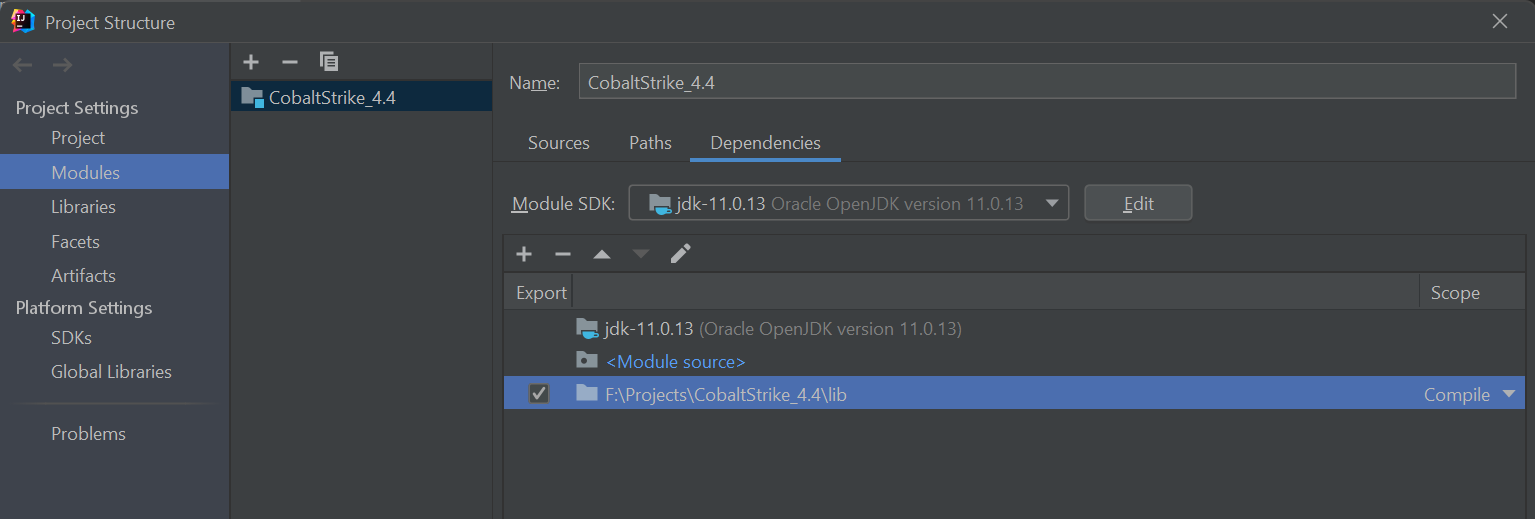 Project Structure
Project Settings
Project
Modules
Libraries
Facets
Artifacts
Platform Settings
SDKs
Global Libraries
Problems
CobaltStrike_4.4
Name: CobaltStrike_4.4
Sources Paths Dependencies
Module SDK: jdk-11.0.13 Oracle OpenJDK version 11.0.13 Edit
Export Scope
jdk-11.0.13 (Oracle OpenJDK version 11.0.13)
<Module source>
F:\Projects\CobaltStrike_4.4\lib Compile